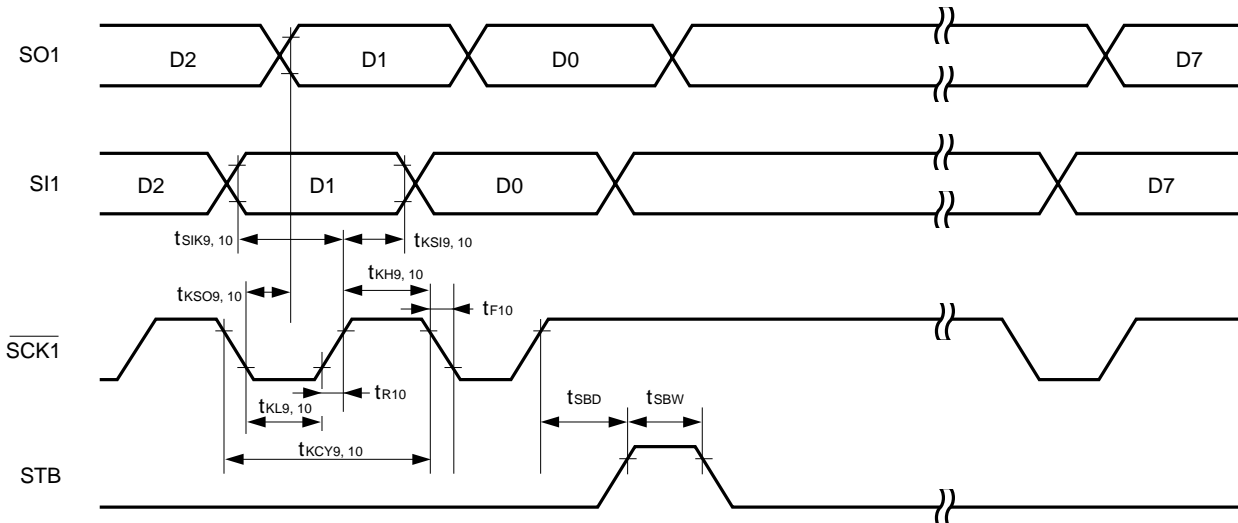 SO1 D2 D1 D0 D7
SI1 D2 D1 D0 D7
tSIK9, 10 tKSI9, 10
tKH9, 10
tKSO9, 10 tF10
SCK1
tR10
tKL9, 10 tSBD tSBW
tKCY9, 10
STB